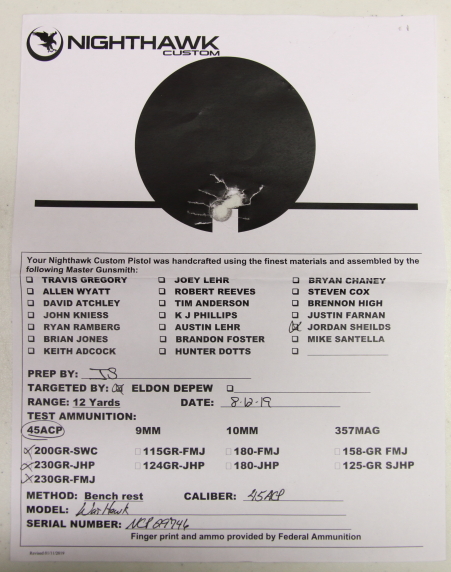 NIGHTHAWK
CUSTOM
Your Nighthawk Custom Pistol was handcrafted using the finest materials and assembled by the
following Master Gunsmith:
TRAVIS GREGORY JOEY LEHR BRYAN CHANEY
ALLEN WYATT ROBERT REEVES STEVEN COX
DAVID ATCHLEY TIM ANDERSON BRENNON HIGH
JOHN KNIESS K J PHILLIPS JUSTIN FARNAN
RYAN RAMBERG AUSTIN LEHR JORDAN SHEILDS
BRIAN JONES BRANDON FOSTER MIKE SANTELLA
KEITH ADCOCK HUNTER DOTTS
PREP BY: JS
TARGETED BY: ELDON DEPEW
RANGE: 12 Yards DATE: 8-12-19
TEST AMMUNITION:
45ACP 9MM 10MM 357MAG
200GR-SWC 115GR-FMJ 180-FMJ 158-GR FMJ
230GR-JHP 124GR-JHP 180-JHP 125-GR SJHP
230GR-FMJ
METHOD: Bench rest CALIBER: 45ACP
MODEL: WarHawk
SERIAL NUMBER: NCP29746
Finger print and ammo provided by Federal Ammunition